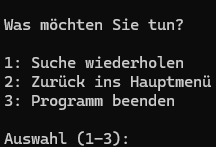 Was möchten Sie tun?
1: Suche wiederholen
2: Zurück ins Hauptmenü
3: Programm beenden
Auswahl (1-3):